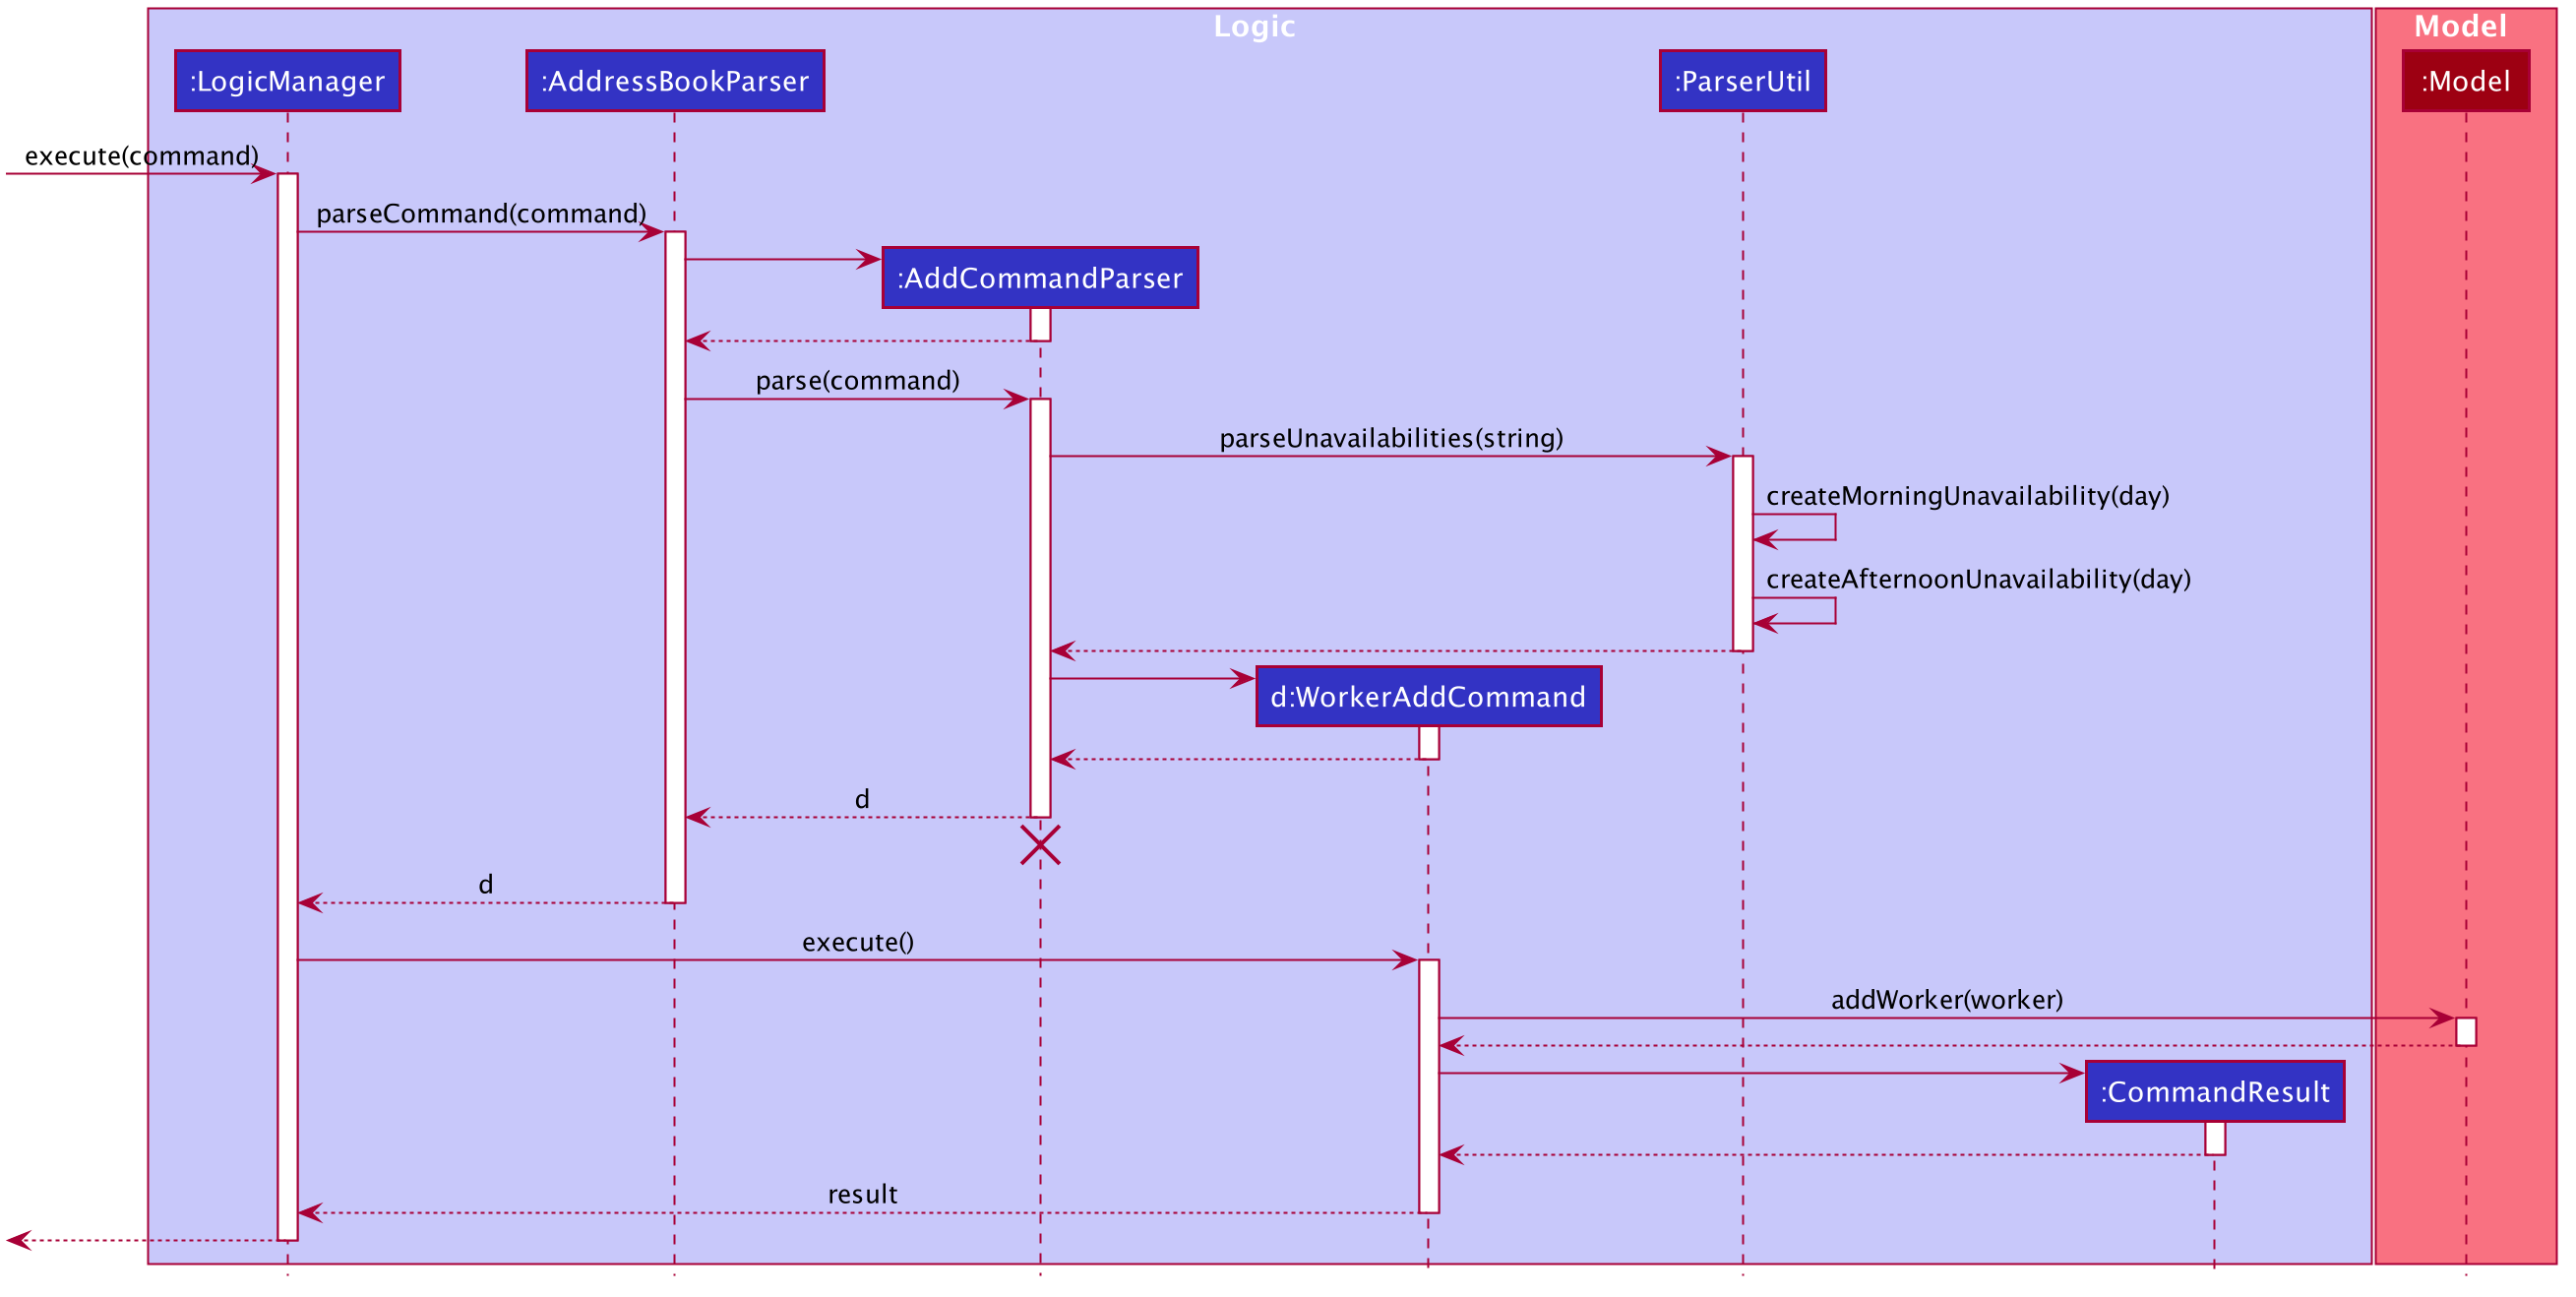 Logic
Model
:LogicManager
:AddressBookParser
:ParserUtil
:Model
execute(command)
parseCommand(command)
:AddCommandParser
parse(command)
parseUnavailabilities(string)
createMorningUnavailability(day)
createAfternoonUnavailability(day)
d:WorkerAddCommand
d
d
execute()
addWorker(worker)
:CommandResult
result